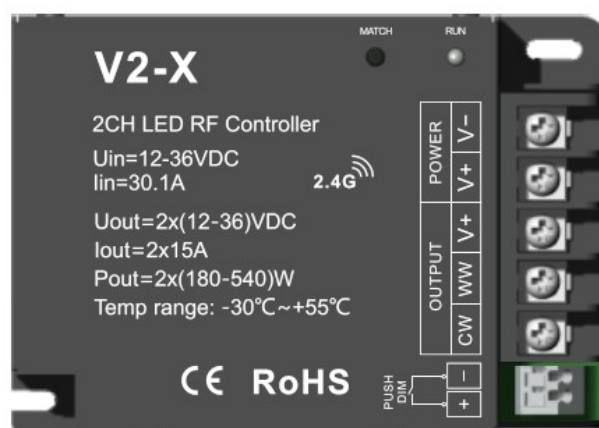 MATCH RUN
V2-X
2CH LED RF Controller
Uin=12-36VDC
Iin=30.1A
2.4G
Uout=2x(12-36)VDC
Iout=2x15A
Pout=2x(180-540)W
Temp range: -30℃~+55℃
CE RoHS
POWER
V−
V+
OUTPUT
V+
WW
CW
PUSH
DIM
−
+